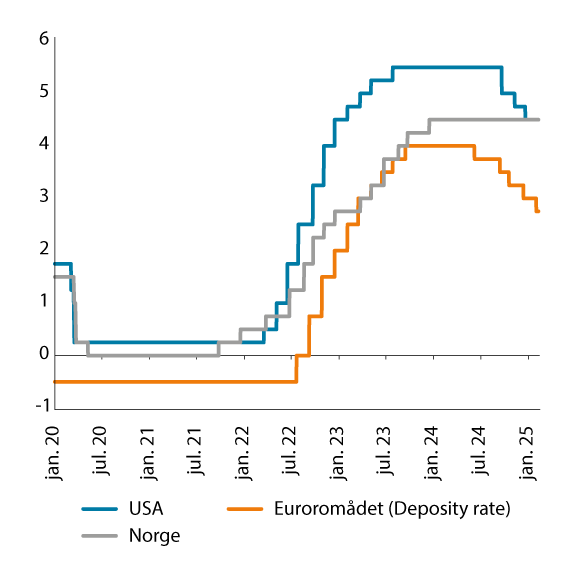 6
5
4
3
2
1
0
-1
jan. 20
jul. 20
jan. 21
jul. 21
jan. 22
jul. 22
jan. 23
jul. 23
jan. 24
jul. 24
jan. 25
USA
Euroromådet (Deposity rate)
Norge